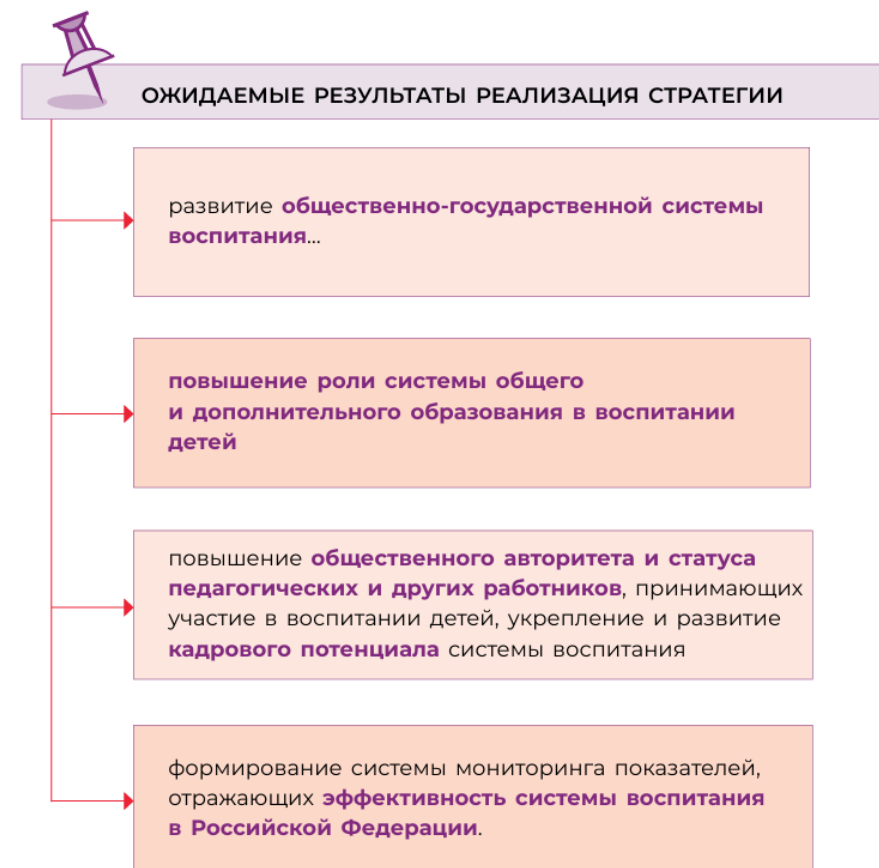 ОЖИДАЕМЫЕ РЕЗУЛЬТАТЫ РЕАЛИЗАЦИЯ СТРАТЕГИИ
развитие общественно-государственной системы
воспитания...
повышение роли системы общего
и дополнительного образования в воспитании
детей
повышение общественного авторитета и статуса
педагогических и других работников, принимающих
участие в воспитании детей, укрепление и развитие
кадрового потенциала системы воспитания
формирование системы мониторинга показателей,
отражающих эффективность системы воспитания
в Российской Федерации.